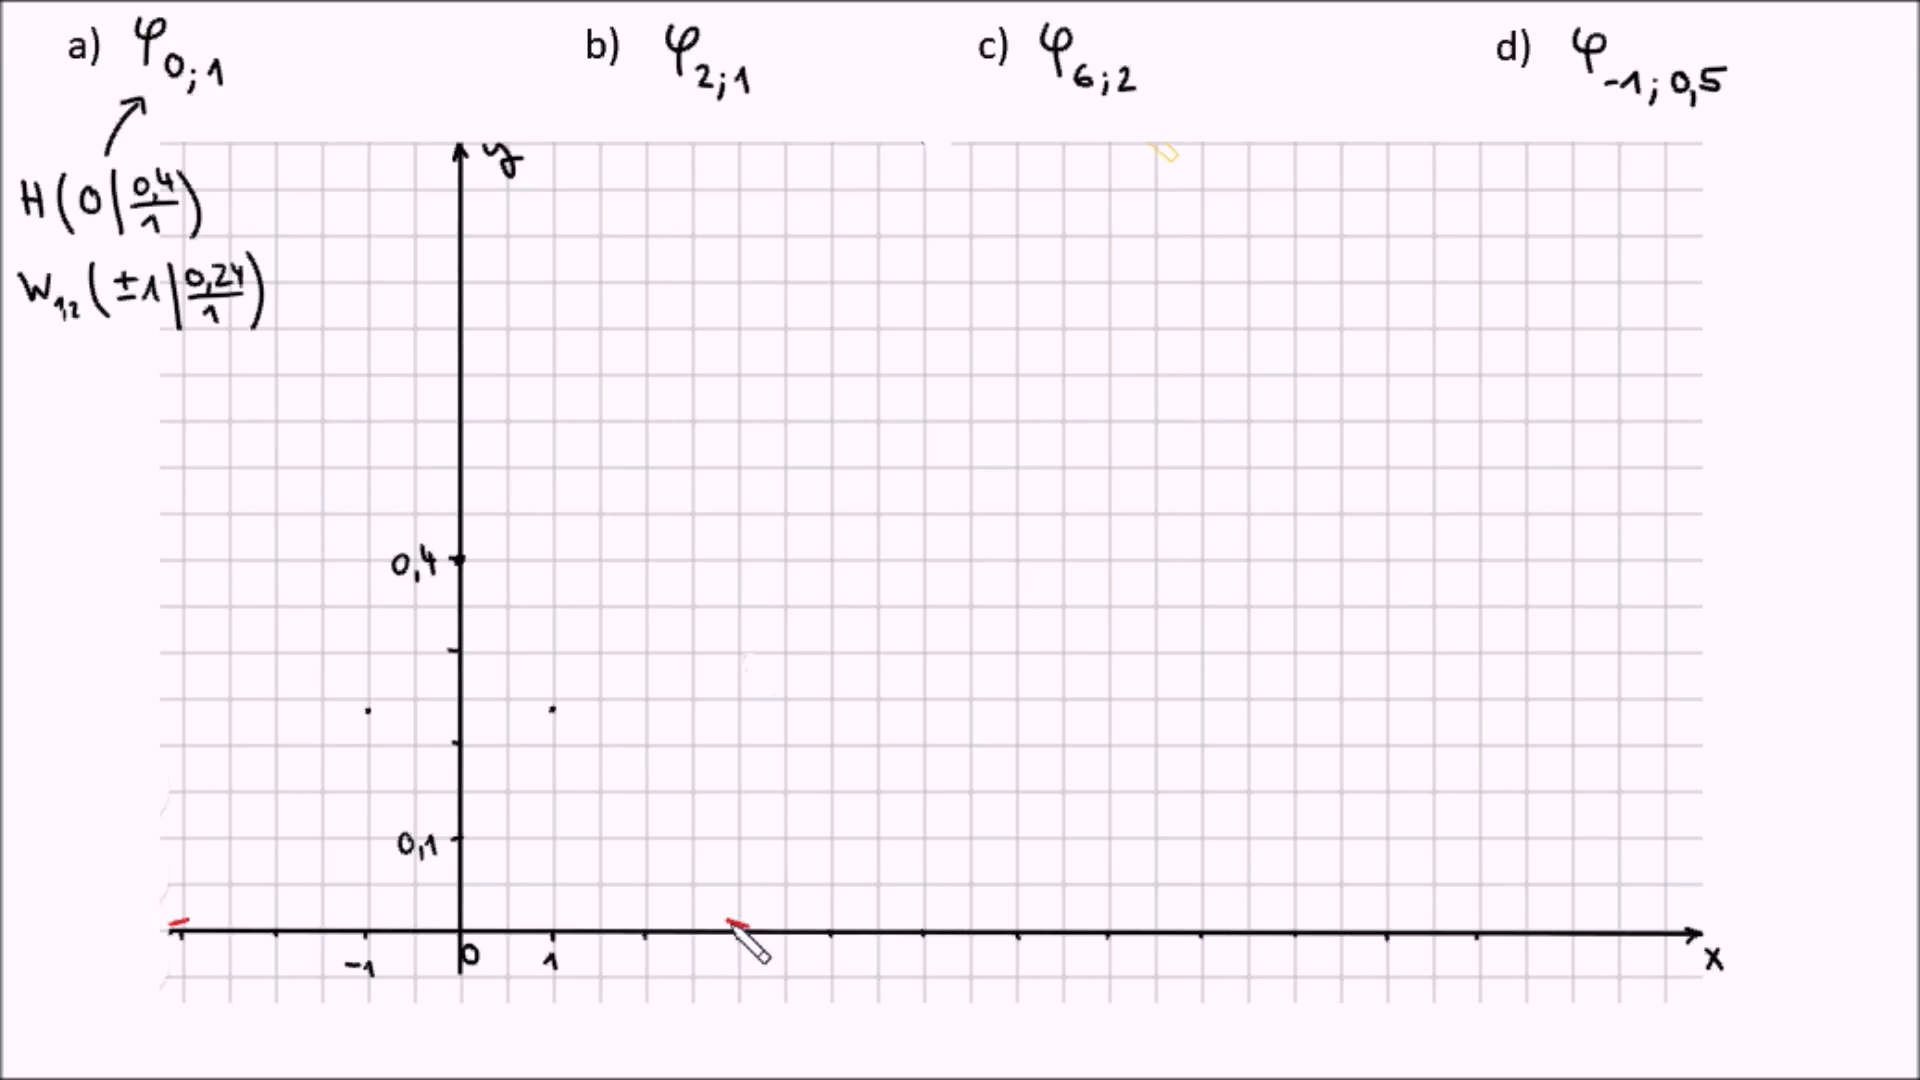 a) φ₀;₁ b) φ₂;₁ c) φ₆;₂ d) φ₋₁;₀,₅
H(0|0,4/1)
W₁,₂(±1|0,24/1)
y
0,4
0,1
-1 0 1 x